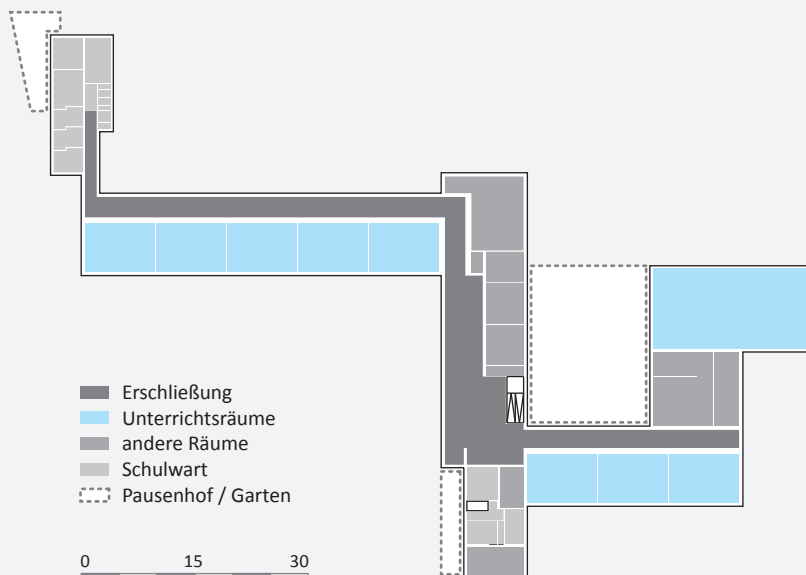 Erschließung
Unterrichtsräume
andere Räume
Schulwart
Pausenhof / Garten
0 15 30